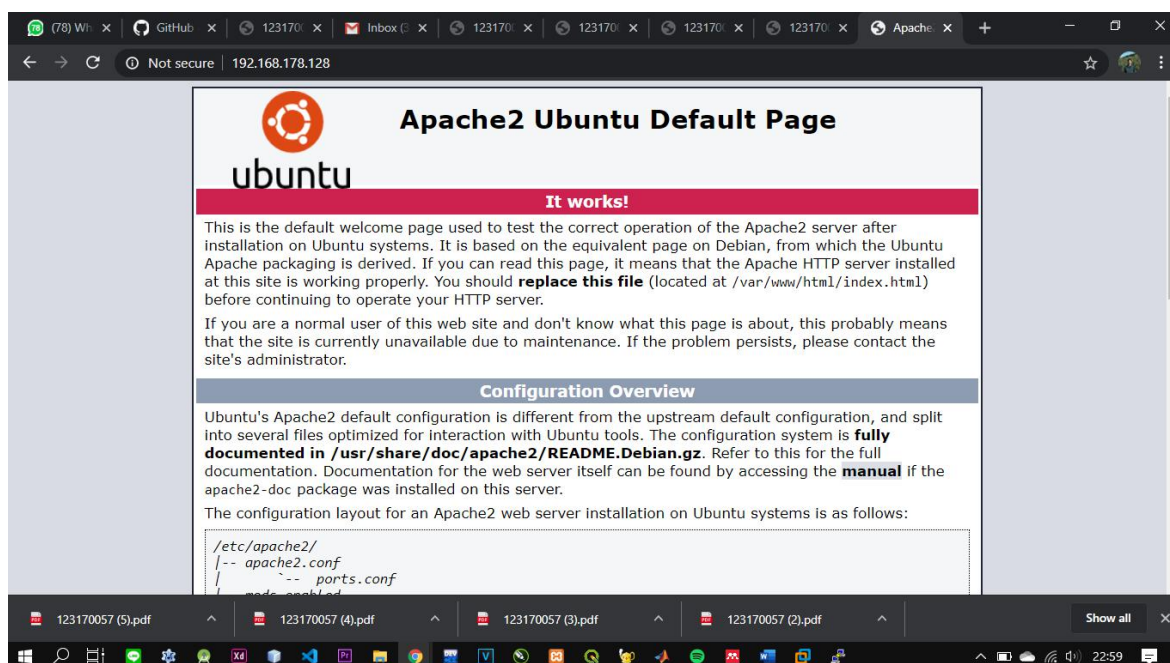 (78) Wh
GitHub
123170
Inbox (3
123170
123170
123170
123170
Apache
Not secure
192.168.178.128
ubuntu
Apache2 Ubuntu Default Page
It works!
This is the default welcome page used to test the correct operation of the Apache2 server after
installation on Ubuntu systems. It is based on the equivalent page on Debian, from which the Ubuntu
Apache packaging is derived. If you can read this page, it means that the Apache HTTP server installed
at this site is working properly. You should replace this file (located at /var/www/html/index.html)
before continuing to operate your HTTP server.
If you are a normal user of this web site and don't know what this page is about, this probably means
that the site is currently unavailable due to maintenance. If the problem persists, please contact the
site's administrator.
Configuration Overview
Ubuntu's Apache2 default configuration is different from the upstream default configuration, and split
into several files optimized for interaction with Ubuntu tools. The configuration system is fully
documented in /usr/share/doc/apache2/README.Debian.gz. Refer to this for the full
documentation. Documentation for the web server itself can be found by accessing the manual if the
apache2-doc package was installed on this server.
The configuration layout for an Apache2 web server installation on Ubuntu systems is as follows:
/etc/apache2/
|-- apache2.conf
|       `--  ports.conf
|-- mods-enabled
123170057 (5).pdf
123170057 (4).pdf
123170057 (3).pdf
123170057 (2).pdf
Show all
22:59